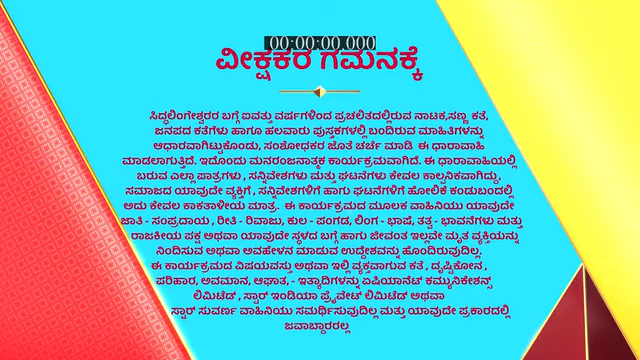 00:00:00.000
ವೀಕ್ಷಕರ ಗಮನಕ್ಕೆ
ಸಿದ್ಧಲಿಂಗೇಶ್ವರರ ಬಗ್ಗೆ ಐವತ್ತು ವರ್ಷಗಳಿಂದ ಪ್ರಚಲಿತದಲ್ಲಿರುವ ನಾಟಕ,ಸಣ್ಣ ಕತೆ,
ಜನಪದ ಕತೆಗಳು ಹಾಗೂ ಹಲವಾರು ಪುಸ್ತಕಗಳಲ್ಲಿ ಬಂದಿರುವ ಮಾಹಿತಿಗಳನ್ನು
ಆಧಾರವಾಗಿಟ್ಟುಕೊಂಡು, ಸಂಶೋಧಕರ ಜೊತೆ ಚರ್ಚೆ ಮಾಡಿ ಈ ಧಾರಾವಾಹಿ
ಮಾಡಲಾಗುತ್ತಿದೆ. ಇದೊಂದು ಮನರಂಜನಾತ್ಮಕ ಕಾರ್ಯಕ್ರಮವಾಗಿದೆ. ಈ ಧಾರಾವಾಹಿಯಲ್ಲಿ
ಬರುವ ಎಲ್ಲಾ ಪಾತ್ರಗಳು , ಸನ್ನಿವೇಶಗಳು ಮತ್ತು ಘಟನೆಗಳು ಕೇವಲ ಕಾಲ್ಪನಿಕವಾಗಿದ್ದು,
ಸಮಾಜದ ಯಾವುದೇ ವ್ಯಕ್ತಿಗೆ , ಸನ್ನಿವೇಶಗಳಿಗೆ ಹಾಗು ಘಟನೆಗಳಿಗೆ ಹೋಲಿಕೆ ಕಂಡುಬಂದಲ್ಲಿ
ಅದು ಕೇವಲ ಕಾಕತಾಳೀಯ ಮಾತ್ರ. ಈ ಕಾರ್ಯಕ್ರಮದ ಮೂಲಕ ವಾಹಿನಿಯು ಯಾವುದೇ
ಜಾತಿ - ಸಂಪ್ರದಾಯ , ರೀತಿ - ರಿವಾಜು, ಕುಲ - ಪಂಗಡ, ಲಿಂಗ - ಭಾಷೆ, ತತ್ವ - ಭಾವನೆಗಳು ಮತ್ತು
ರಾಜಕೀಯ ಪಕ್ಷ ಅಥವಾ ಯಾವುದೇ ಸ್ಥಳದ ಬಗ್ಗೆ ಹಾಗು ಜೀವಂತ ಇಲ್ಲವೇ ಮೃತ ವ್ಯಕ್ತಿಯನ್ನು
ನಿಂದಿಸುವ ಅಥವಾ ಅವಹೇಳನ ಮಾಡುವ ಉದ್ದೇಶವನ್ನು ಹೊಂದಿರುವುದಿಲ್ಲ.
ಈ ಕಾರ್ಯಕ್ರಮದ ವಿಷಯವಸ್ತು ಅಥವಾ ಇಲ್ಲಿ ವ್ಯಕ್ತವಾಗುವ ಕತೆ , ದೃಷ್ಟಿಕೋನ ,
ಪರಿಹಾರ, ಅವಮಾನ, ಆಘಾತ, - ಇತ್ಯಾದಿಗಳನ್ನು ಏಷಿಯಾನೆಟ್ ಕಮ್ಯುನಿಕೇಶನ್ಸ್
ಲಿಮಿಟೆಡ್ , ಸ್ಟಾರ್ ಇಂಡಿಯಾ ಪ್ರೈವೇಟ್ ಲಿಮಿಟೆಡ್ ಅಥವಾ
ಸ್ಟಾರ್ ಸುವರ್ಣ ವಾಹಿನಿಯು ಸಮರ್ಥಿಸುವುದಿಲ್ಲ ಮತ್ತು ಯಾವುದೇ ಪ್ರಕಾರದಲ್ಲಿ
ಜವಾಬ್ದಾರರಲ್ಲ